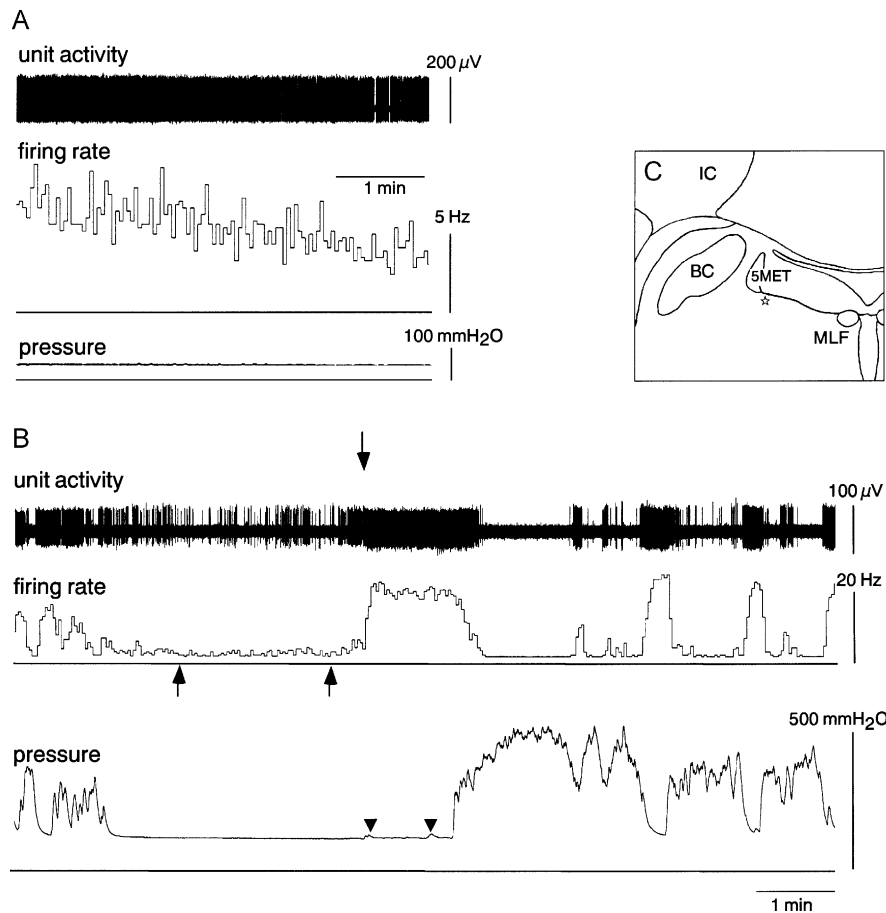 A
unit activity
200 μV
firing rate
1 min
5 Hz
100 mmH2O
pressure
C
IC
BC
5MET
MLF
B
unit activity
100 μV
firing rate
20 Hz
500 mmH2O
pressure
1 min